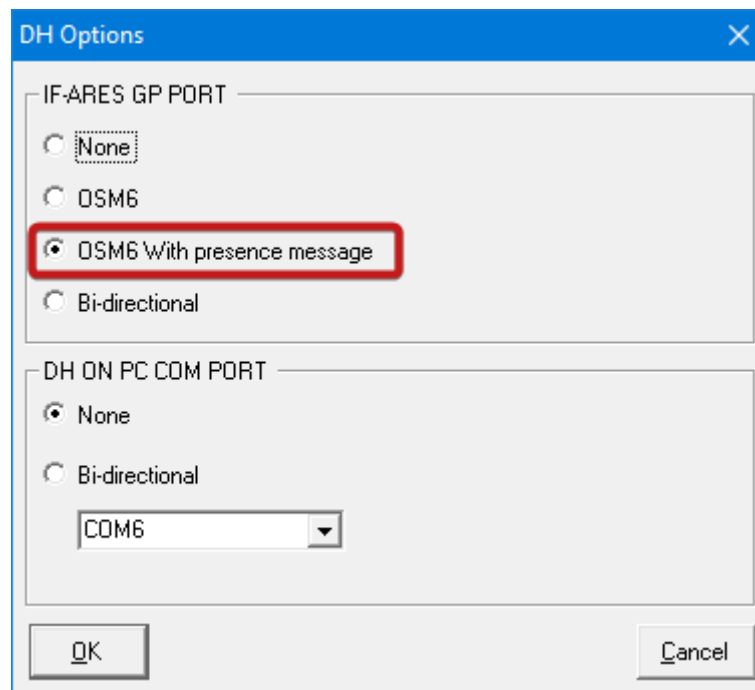 DH Options
IF-ARES GP PORT
None
OSM6
OSM6 With presence message
Bi-directional
DH ON PC COM PORT
None
Bi-directional
COM6
OK
Cancel